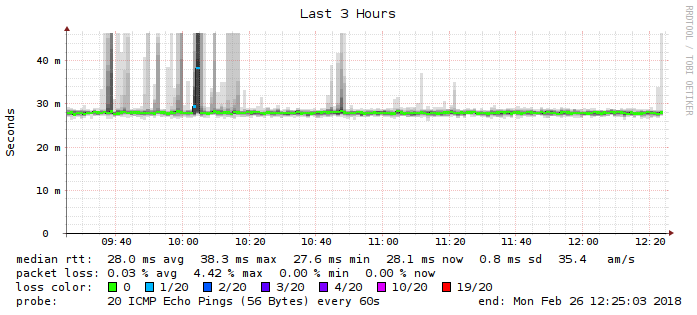 Last 3 Hours
RRDTOOL / TOBI OETIKER
Seconds
40 m
30 m
20 m
10 m
0
09:40 10:00 10:20 10:40 11:00 11:20 11:40 12:00 12:20
median rtt: 28.0 ms avg 38.3 ms max 27.6 ms min 28.1 ms now 0.8 ms sd 35.4 am/s
packet loss: 0.03 % avg 4.42 % max 0.00 % min 0.00 % now
loss color: 0 1/20 2/20 3/20 4/20 10/20 19/20
probe: 20 ICMP Echo Pings (56 Bytes) every 60s end: Mon Feb 26 12:25:03 2018